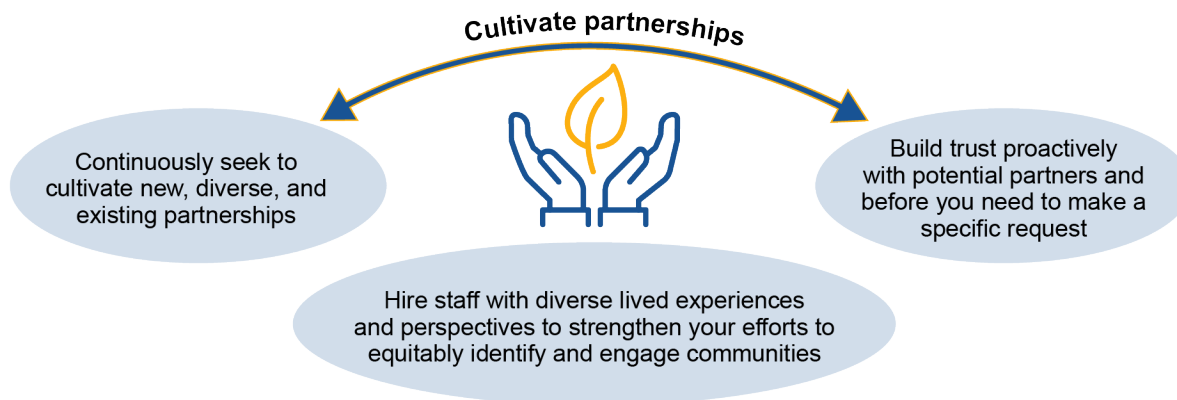 Cultivate partnerships
Continuously seek to
cultivate new, diverse, and
existing partnerships
Build trust proactively
with potential partners and
before you need to make a
specific request
Hire staff with diverse lived experiences
and perspectives to strengthen your efforts to
equitably identify and engage communities